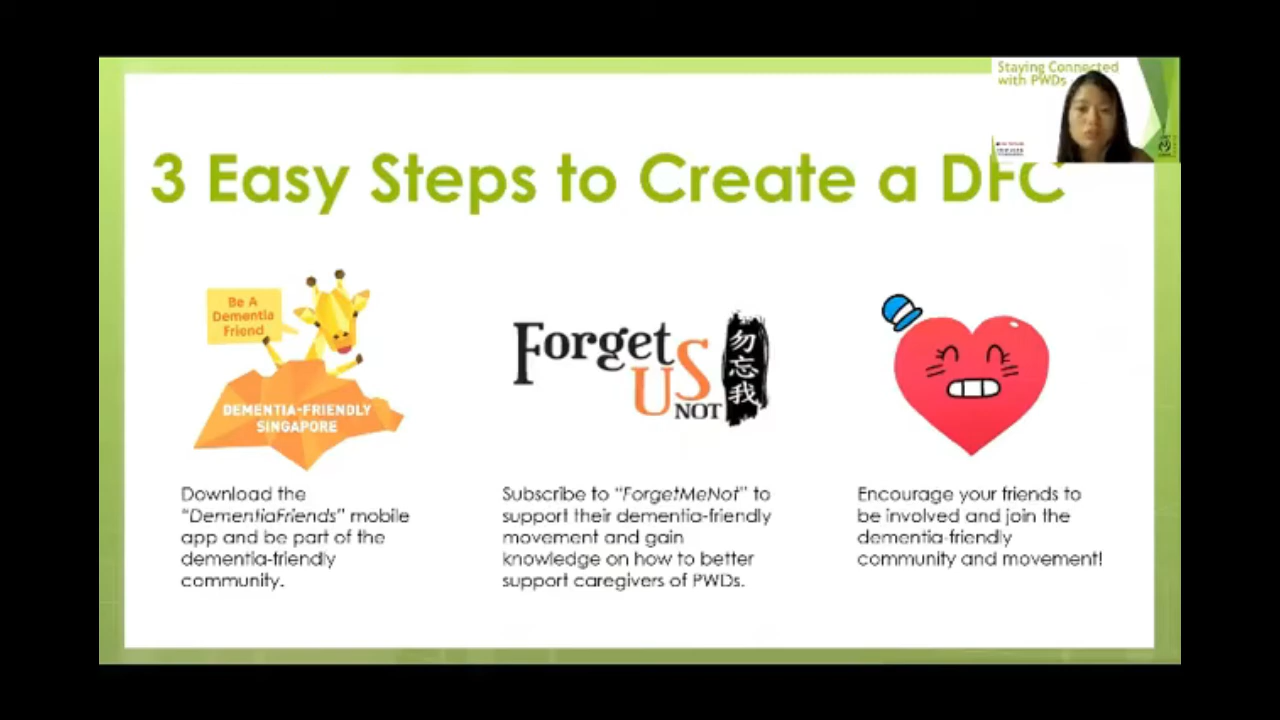 Staying Connected
with PWDs
3 Easy Steps to Create a DFC
Be A
Dementia
Friend
DEMENTIA-FRIENDLY
SINGAPORE
Forget
US
NOT
勿忘我
Download the
“DementiaFriends” mobile
app and be part of the
dementia-friendly
community.
Subscribe to “ForgetMeNot” to
support their dementia-friendly
movement and gain
knowledge on how to better
support caregivers of PWDs.
Encourage your friends to
be involved and join the
dementia-friendly
community and movement!